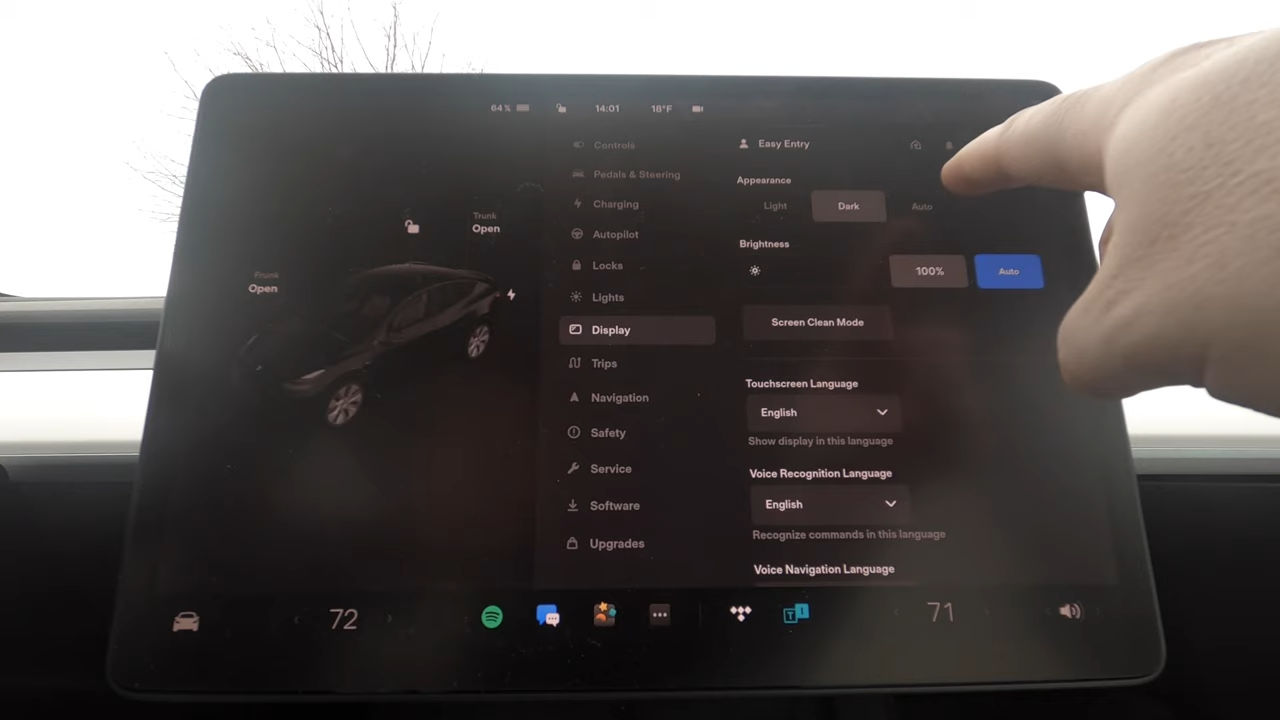 64 %
14:01
18°F
Controls
Pedals & Steering
Charging
Autopilot
Locks
Lights
Display
Trips
Navigation
Safety
Service
Software
Upgrades
Trunk
Open
Frunk
Open
Easy Entry
Appearance
Light
Dark
Auto
Brightness
100%
Auto
Screen Clean Mode
Touchscreen Language
English
Show display in this language
Voice Recognition Language
English
Recognize commands in this language
Voice Navigation Language
72
T I
71